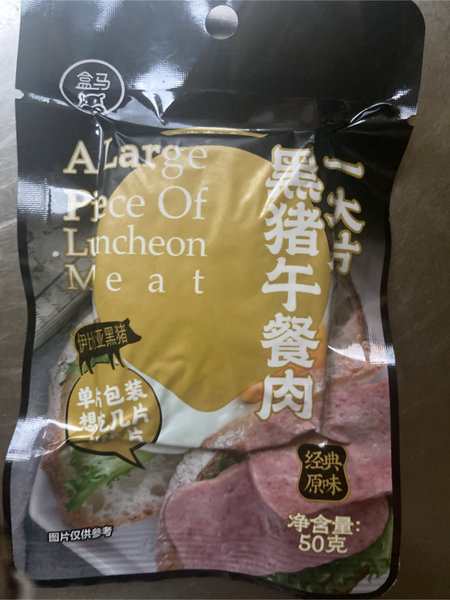 盒马
A Large
Piece Of
Luncheon
Meat
一大片
黑猪午餐肉
伊比亚黑猪
单片包装
想吃几片
点
经典
原味
净含量:
50克
图片仅供参考